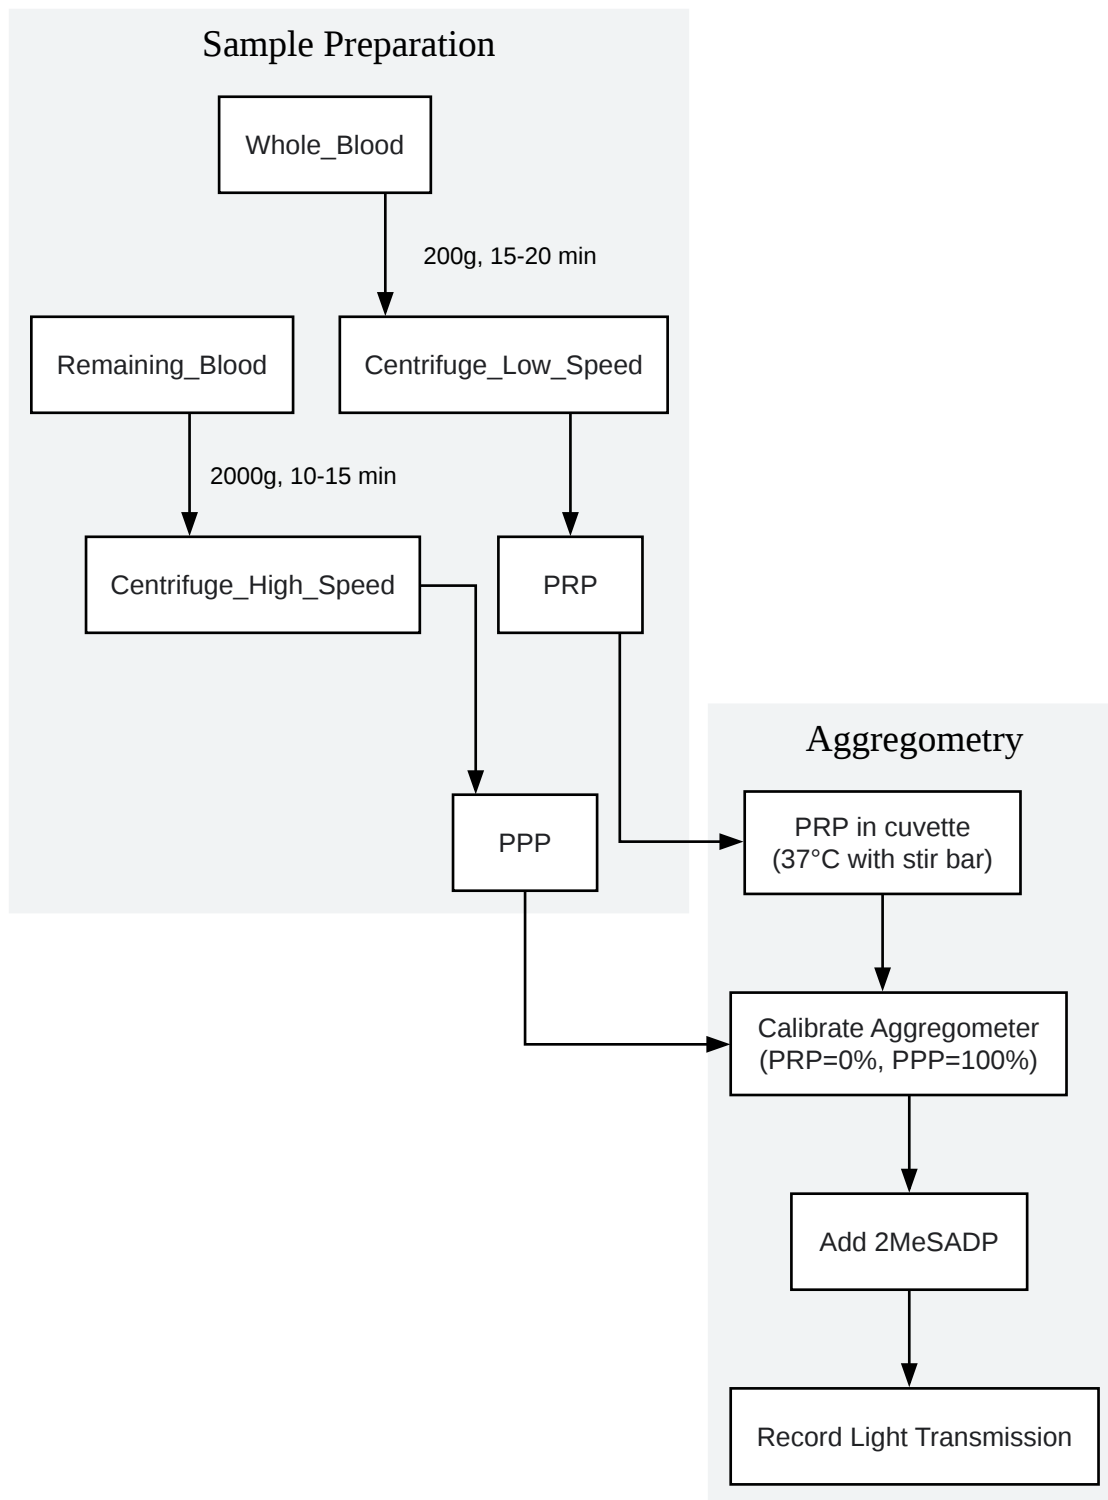 Sample Preparation
Whole_Blood
200g, 15-20 min
Remaining_Blood
Centrifuge_Low_Speed
2000g, 10-15 min
Centrifuge_High_Speed
PRP
PPP
Aggregometry
PRP in cuvette
(37°C with stir bar)
Calibrate Aggregometer
(PRP=0%, PPP=100%)
Add 2MeSADP
Record Light Transmission